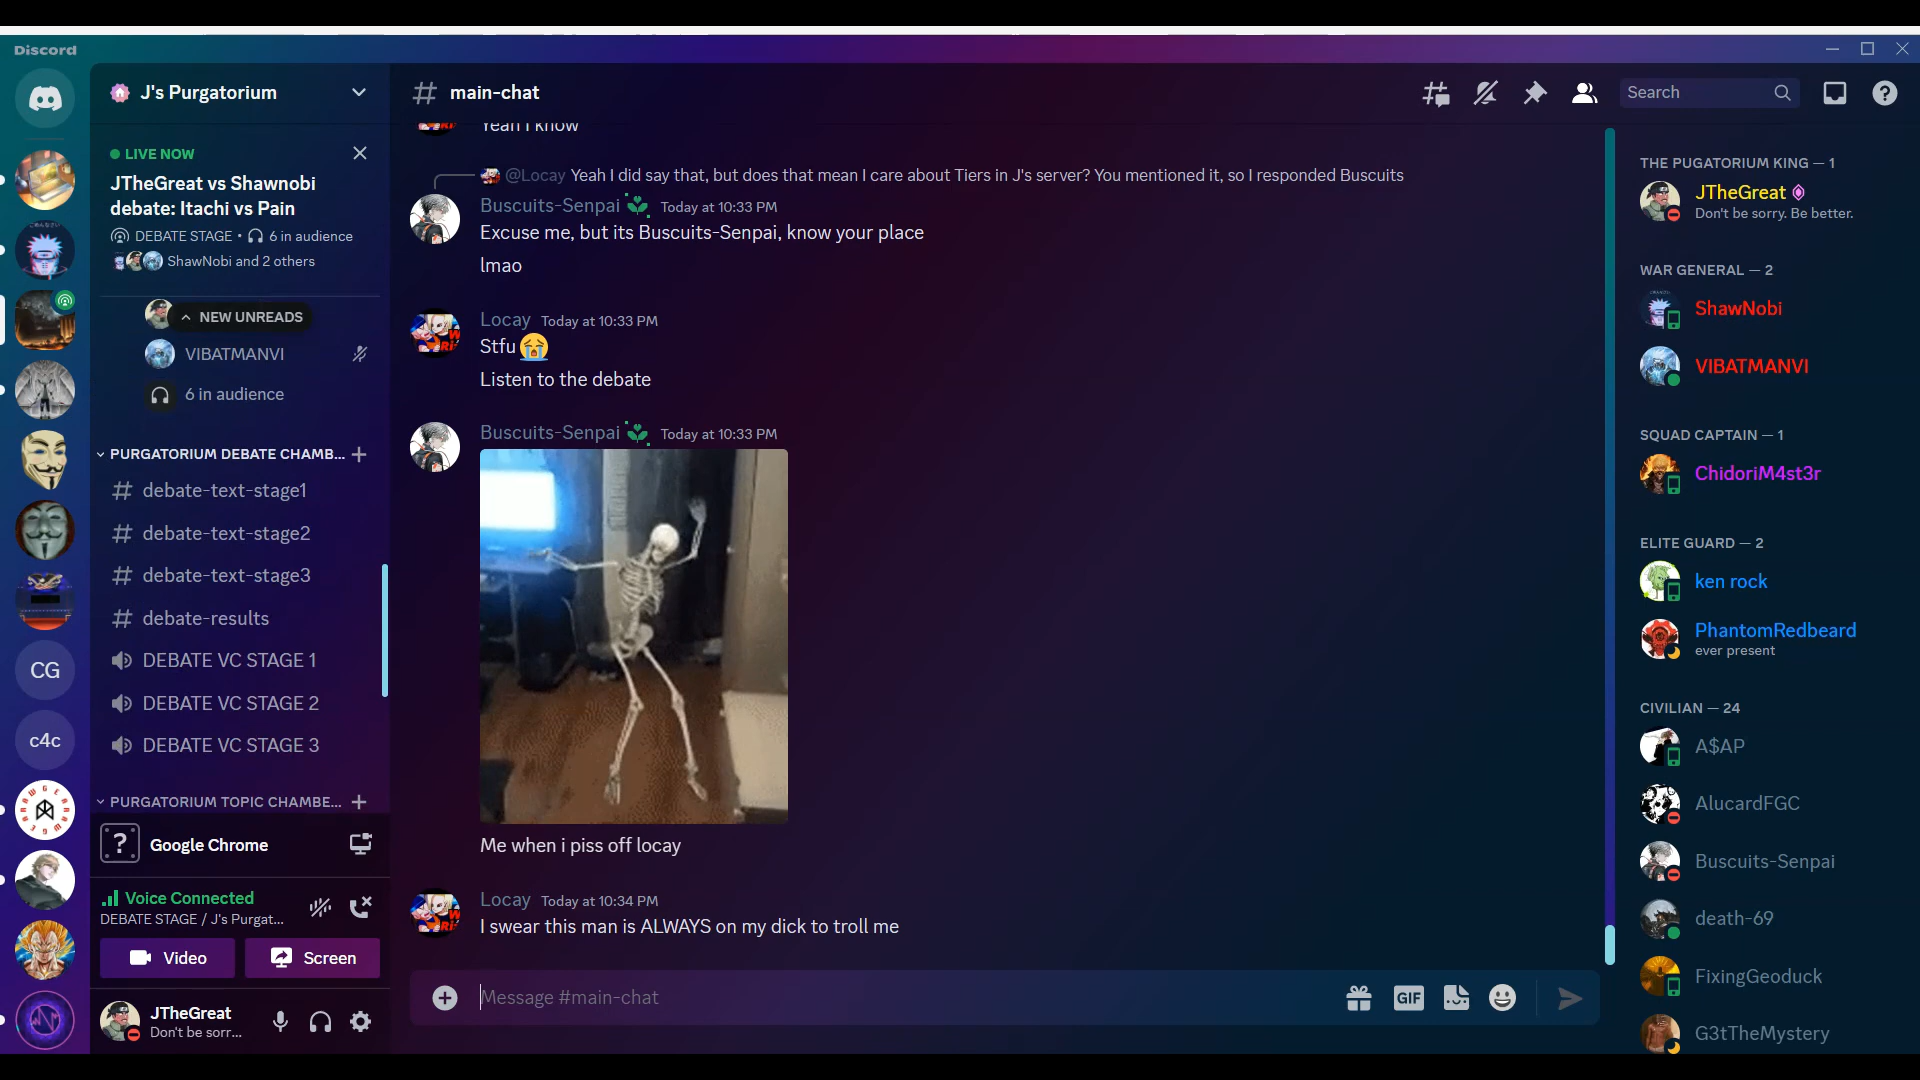 Discord
J's Purgatorium
LIVE NOW
JTheGreat vs Shawnobi
debate: Itachi vs Pain
DEBATE STAGE • 6 in audience
ShawNobi and 2 others
NEW UNREADS
VIBATMANVI
6 in audience
PURGATORIUM DEBATE CHAMB...
debate-text-stage1
debate-text-stage2
debate-text-stage3
debate-results
DEBATE VC STAGE 1
DEBATE VC STAGE 2
DEBATE VC STAGE 3
PURGATORIUM TOPIC CHAMBE...
Google Chrome
Voice Connected
DEBATE STAGE / J's Purgat...
Video
Screen
JTheGreat
Don't be sorr...
CG
c4c
main-chat
Search
Yeah I know
@Locay Yeah I did say that, but does that mean I care about Tiers in J's server? You mentioned it, so I responded Buscuits
Buscuits-Senpai Today at 10:33 PM
Excuse me, but its Buscuits-Senpai, know your place
lmao
Locay Today at 10:33 PM
Stfu😭
Listen to the debate
Buscuits-Senpai Today at 10:33 PM
Me when i piss off locay
Locay Today at 10:34 PM
I swear this man is ALWAYS on my dick to troll me
Message #main-chat
GIF
THE PUGATORIUM KING — 1
JTheGreat
Don't be sorry. Be better.
WAR GENERAL — 2
ShawNobi
VIBATMANVI
SQUAD CAPTAIN — 1
ChidoriM4st3r
ELITE GUARD — 2
ken rock
PhantomRedbeard
ever present
CIVILIAN — 24
A$AP
AlucardFGC
Buscuits-Senpai
death-69
FixingGeoduck
G3tTheMystery